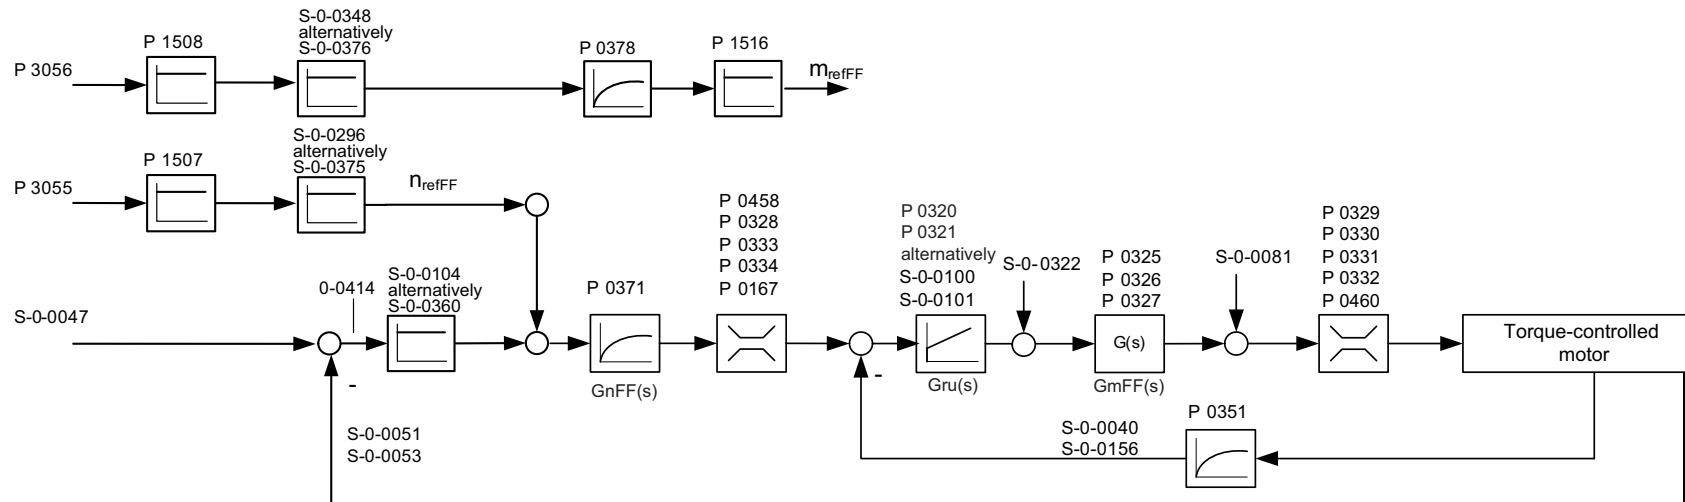 S-0-0348
alternatively
S-0-0376
P 1508
P 0378
P 1516
P 3056
mrefFF
S-0-0296
alternatively
S-0-0375
P 1507
P 3055
nrefFF
P 0458
P 0328
P 0333
P 0334
P 0167
P 0320
P 0321
alternatively
S-0-0100
S-0-0101
S-0-0322
P 0325
P 0326
P 0327
S-0-0081
P 0329
P 0330
P 0331
P 0332
P 0460
S-0-0047
0-0414
S-0-0104
alternatively
S-0-0360
P 0371
G(s)
Torque-controlled
motor
-
-
GnFF(s)
Gru(s)
GmFF(s)
P 0351
S-0-0040
S-0-0156
S-0-0051
S-0-0053